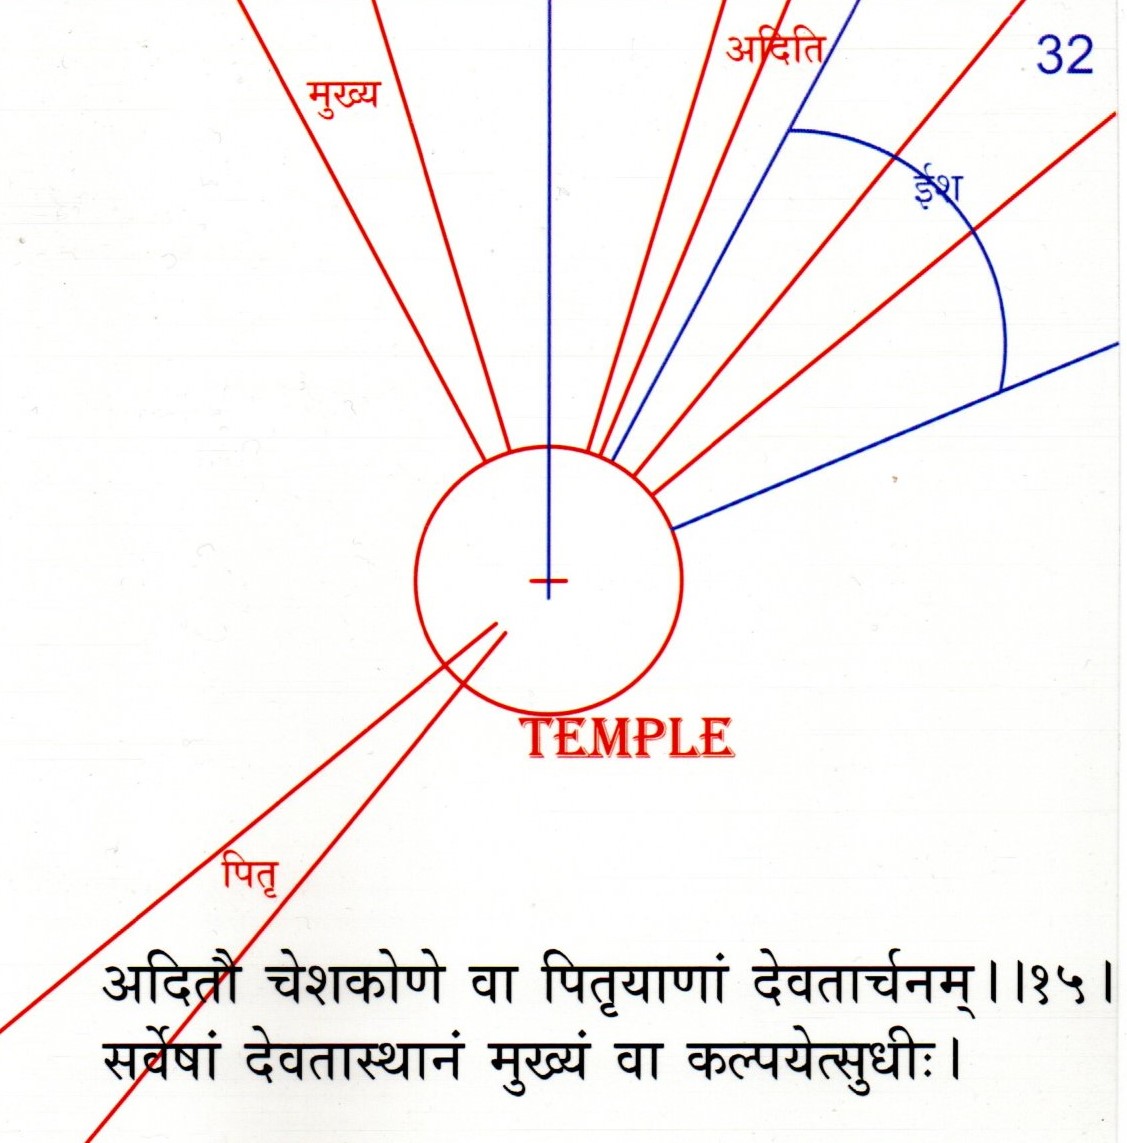 अदिति
32
मुख्य
ईश
TEMPLE
पितृ
अदितौ चेशकोणे वा पितृयाणां देवतार्चनम्।।१५।
सर्वेषां देवतास्थानं मुख्यं वा कल्पयेत्सुधीः।